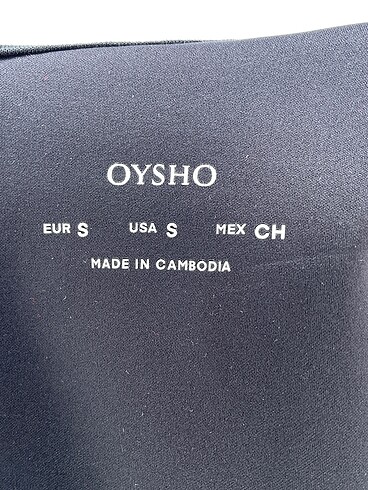 OYSHO
EUR S USA S MEX CH
MADE IN CAMBODIA